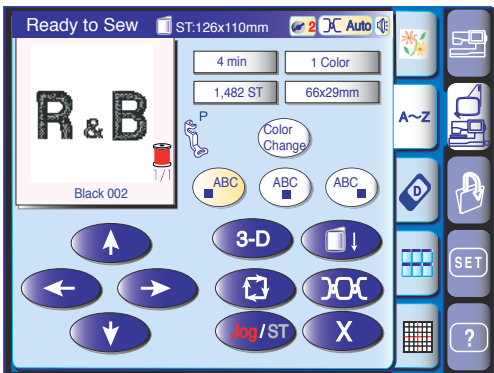 Ready to Sew ST:126x110mm 2 Auto
4 min 1 Color
1,482 ST 66x29mm
R & B
A~Z
P
Color
Change
1/1
Black 002
ABC ABC ABC
D
3-D
SET
Jog/ST X
?